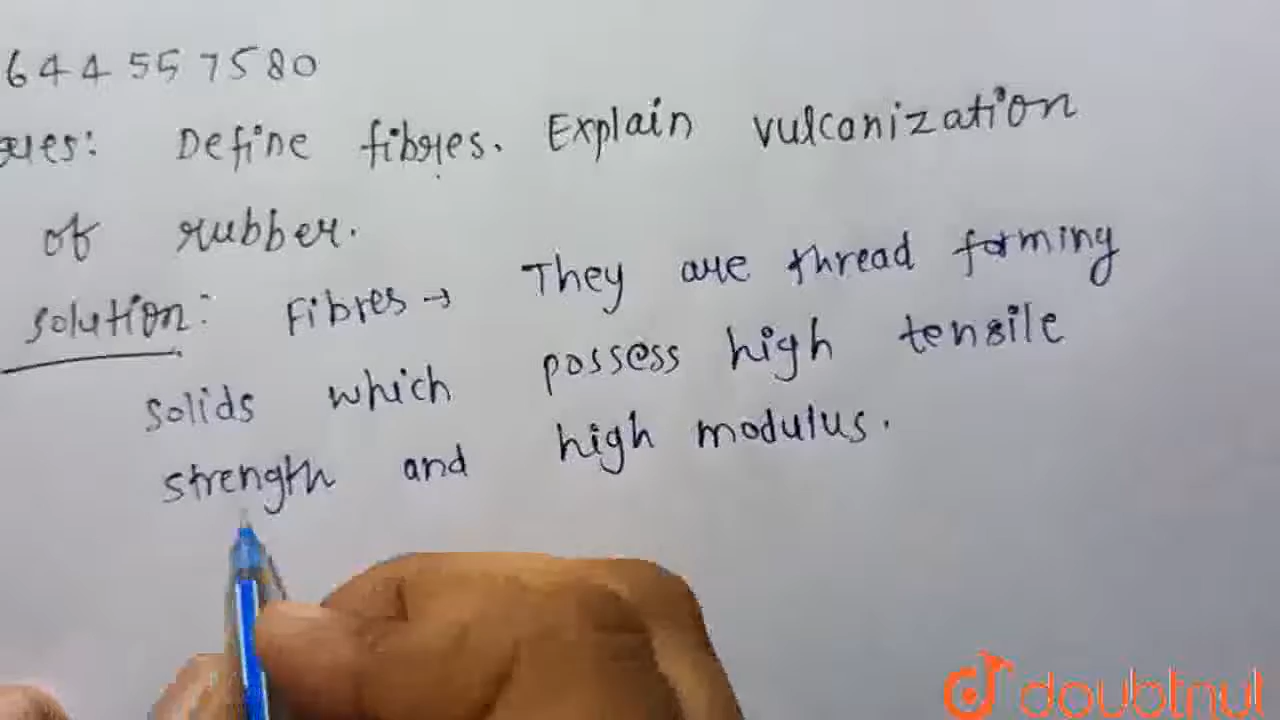 644557580
ques: Define fibres. Explain vulconization
of rubber.
Solution: Fibres → They are thread forming
solids which possess high tensile
strength and high modulus.
doubtnut